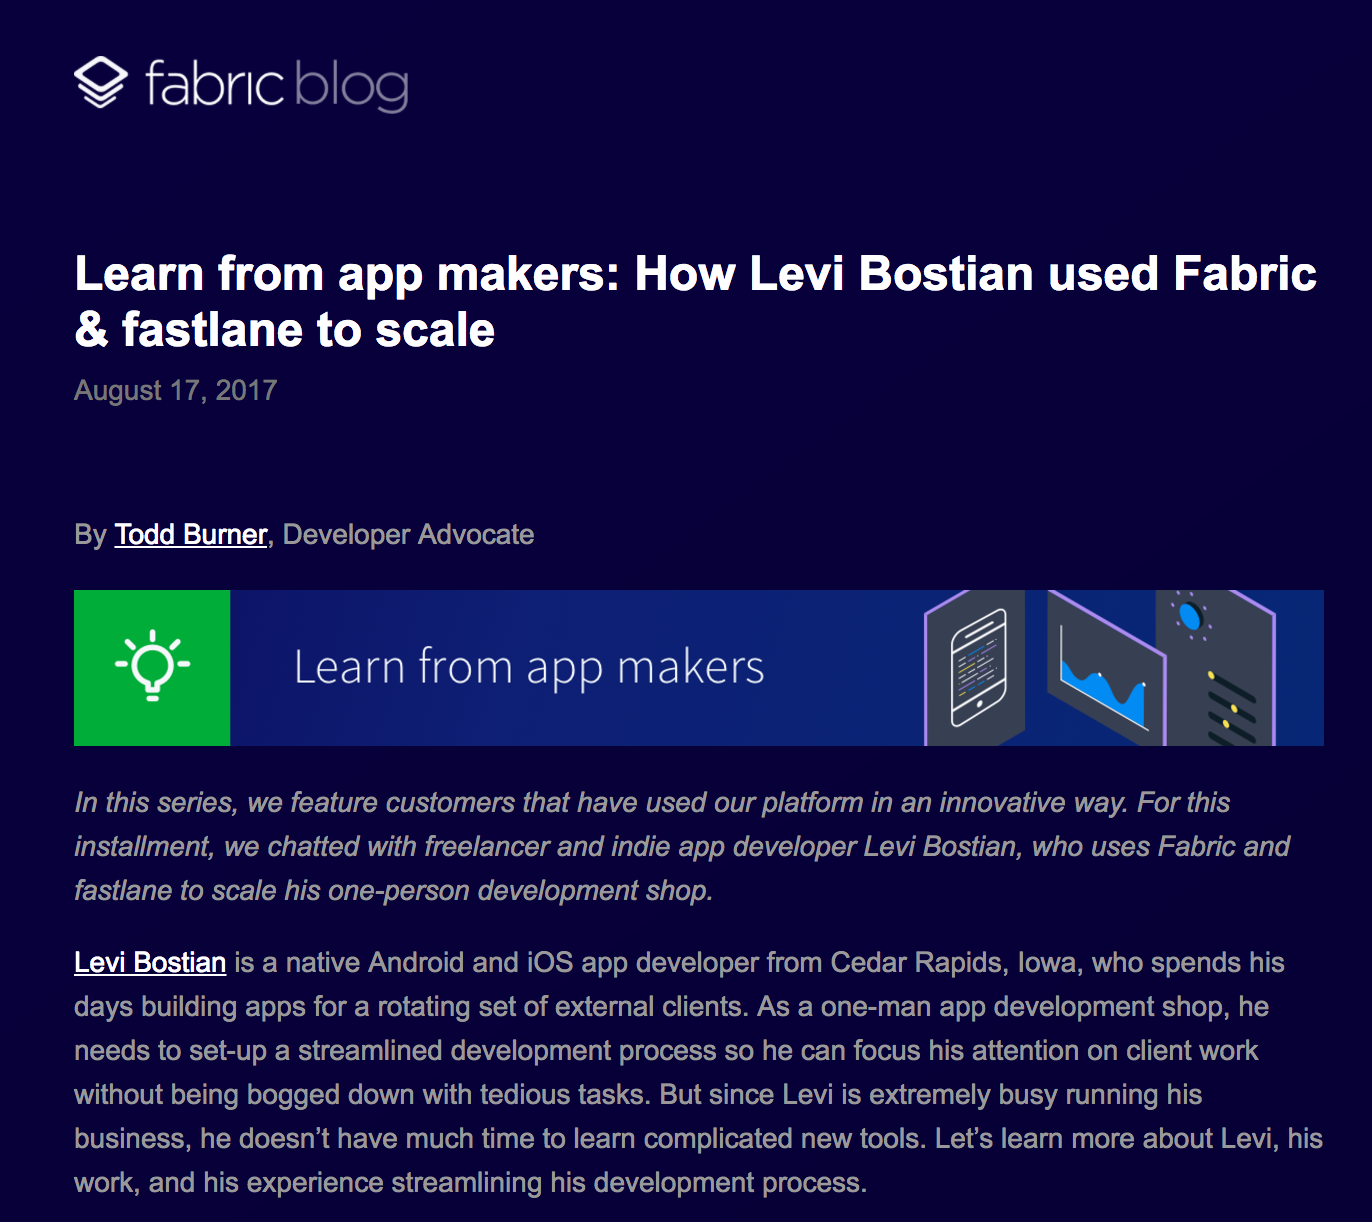 fabric blog
Learn from app makers: How Levi Bostian used Fabric
& fastlane to scale
August 17, 2017
By Todd Burner, Developer Advocate
Learn from app makers
In this series, we feature customers that have used our platform in an innovative way. For this
installment, we chatted with freelancer and indie app developer Levi Bostian, who uses Fabric and
fastlane to scale his one-person development shop.
Levi Bostian is a native Android and iOS app developer from Cedar Rapids, Iowa, who spends his
days building apps for a rotating set of external clients. As a one-man app development shop, he
needs to set-up a streamlined development process so he can focus his attention on client work
without being bogged down with tedious tasks. But since Levi is extremely busy running his
business, he doesn’t have much time to learn complicated new tools. Let’s learn more about Levi, his
work, and his experience streamlining his development process.